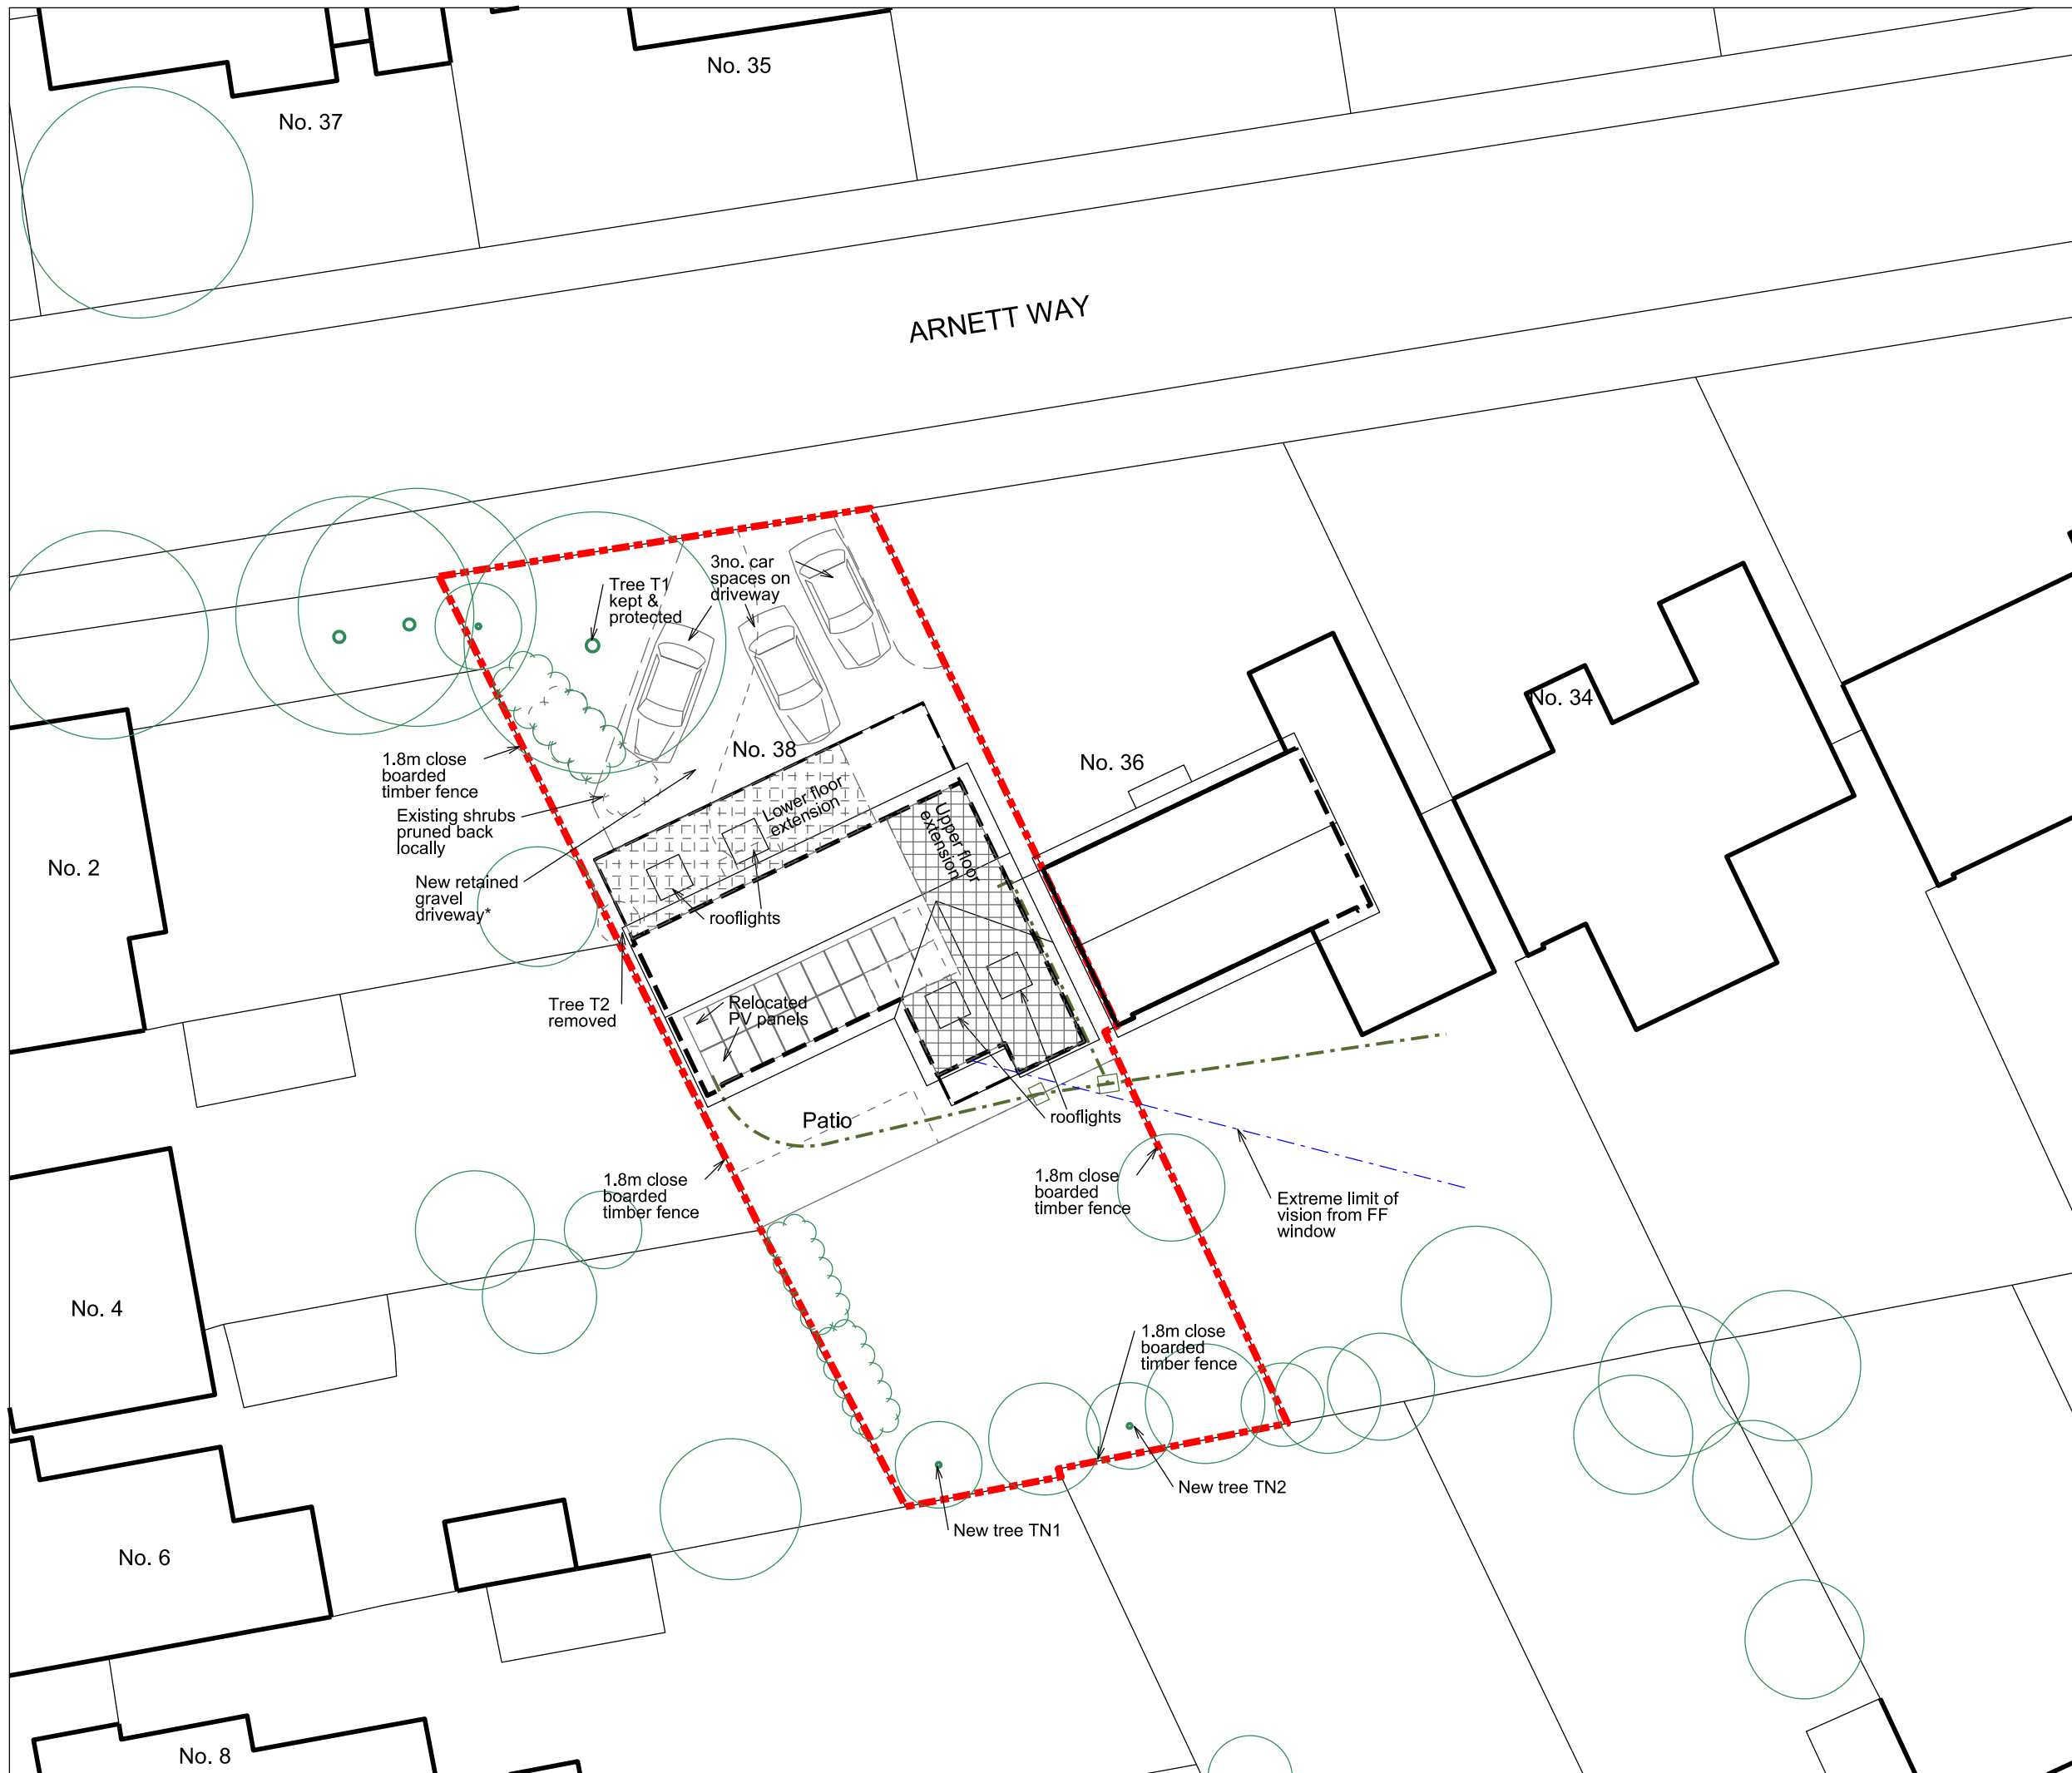 No. 35
No. 37
ARNETT WAY
3no. car
spaces on
driveway
Tree T1
kept &
protected
No. 34
No. 38
No. 36
1.8m close
boarded
timber fence
Lower floor
extension
Existing shrubs
pruned back
locally
Upper floor
extension
No. 2
New retained
gravel
driveway*
rooflights
Tree T2
removed
Relocated
PV panels
Patio
rooflights
1.8m close
boarded
timber fence
1.8m close
boarded
timber fence
Extreme limit of
vision from FF
window
No. 4
1.8m close
boarded
timber fence
New tree TN2
New tree TN1
No. 6
No. 8